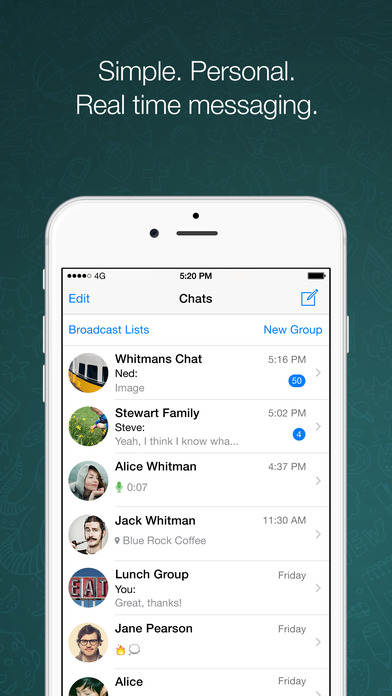 Simple. Personal.
Real time messaging.
4G 5:20 PM
Edit Chats
Broadcast Lists New Group
Whitmans Chat 5:16 PM
Ned: 50
Image
Stewart Family 5:02 PM
Steve: 4
Yeah, I think I know wha...
Alice Whitman 4:37 PM
0:07
Jack Whitman 11:30 AM
Blue Rock Coffee
Lunch Group Friday
EAT
You:
Great, thanks!
Jane Pearson Friday
🔥💭
Alice Friday